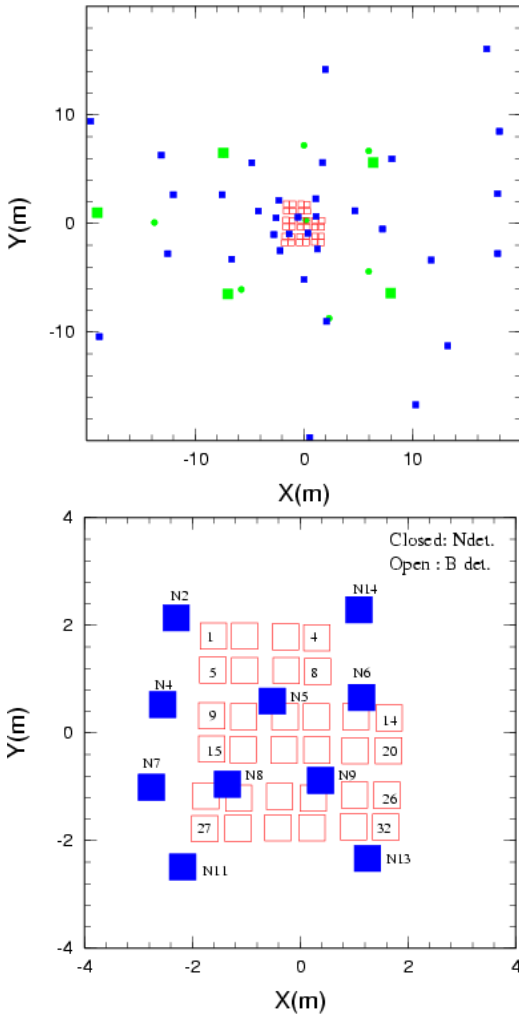 10
0
-10
Y(m)
-10 0 10
X(m)
4
2
0
-2
-4
Y(m)
Closed: Ndet.
Open : B det.
N2 N14
1 4
5 8
N4 N5 N6
9 14
15 20
N7 N8 N9
26
27 32
N11 N13
-4 -2 0 2 4
X(m)